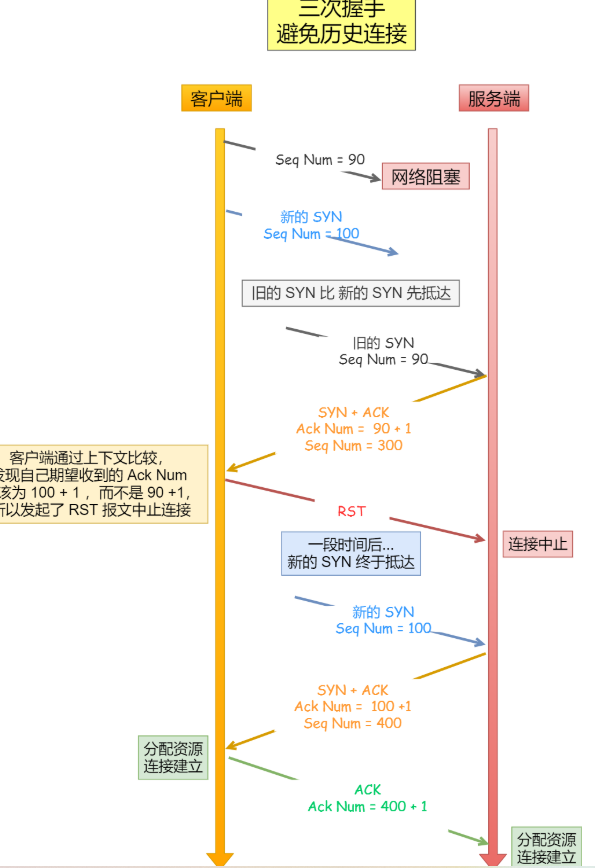 三次握手
避免历史连接
客户端
服务端
Seq Num = 90
网络阻塞
新的 SYN
Seq Num = 100
旧的 SYN 比 新的 SYN 先抵达
旧的 SYN
Seq Num = 90
SYN + ACK
Ack Num = 90 + 1
Seq Num = 300
客户端通过上下文比较，
发现自己期望收到的 Ack Num
该为 100 + 1 ，而不是 90 +1，
所以发起了 RST 报文中止连接
RST
连接中止
一段时间后...
新的 SYN 终于抵达
新的 SYN
Seq Num = 100
SYN + ACK
Ack Num = 100 +1
Seq Num = 400
分配资源
连接建立
ACK
Ack Num = 400 + 1
分配资源
连接建立